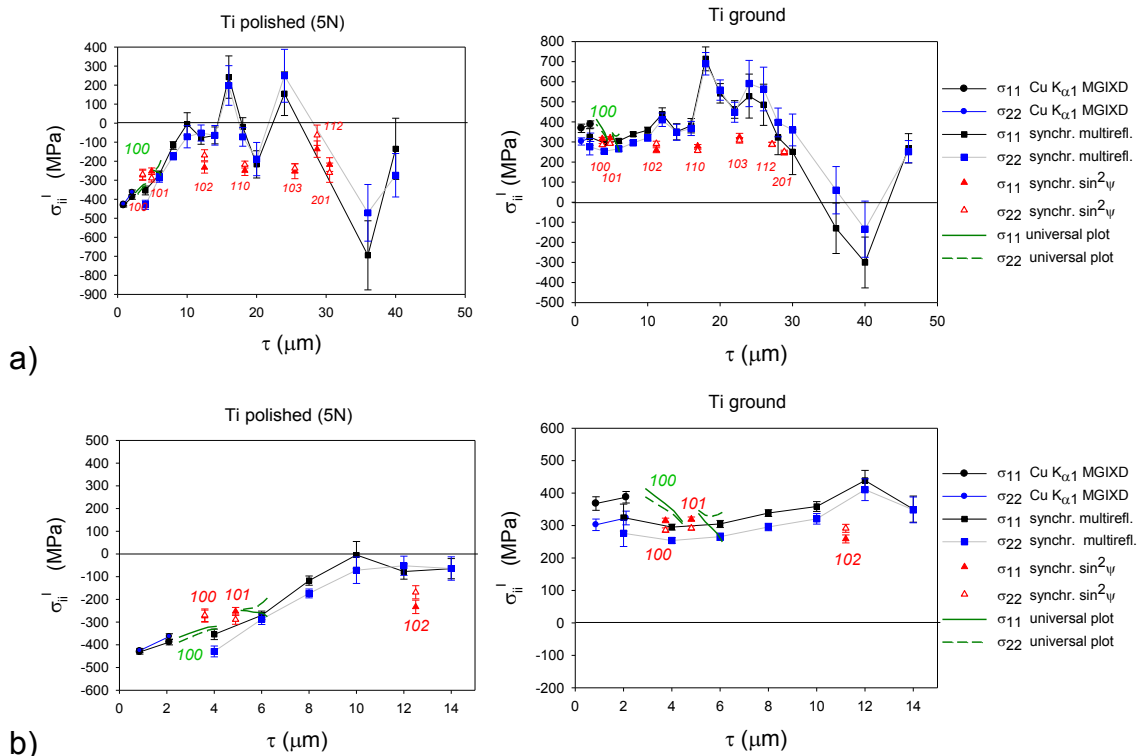 Ti polished (5N)
400
300
200
100
0
-100
-200
-300
-400
-500
-600
-700
-800
-900
σii^I (MPa)
100
100
101
102
110
103
112
201
0 10 20 30 40 50
τ (μm)
Ti ground
800
700
600
500
400
300
200
100
0
-100
-200
-300
-400
-500
σii^I (MPa)
100
100
101
102
110
103
112
201
0 10 20 30 40 50
τ (μm)
σ11 Cu Kα1 MGIXD
σ22 Cu Kα1 MGIXD
σ11 synchr. multirefl.
σ22 synchr. multirefl.
σ11 synchr. sin²ψ
σ22 synchr. sin²ψ
σ11 universal plot
σ22 universal plot
a)
Ti polished (5N)
500
400
300
200
100
0
-100
-200
-300
-400
-500
-600
σii^I (MPa)
100
101
100
102
0 2 4 6 8 10 12 14
τ (μm)
Ti ground
600
500
400
300
200
100
0
-100
200
σii^I (MPa)
100
101
100
102
0 2 4 6 8 10 12 14
τ (μm)
σ11 Cu Kα1 MGIXD
σ22 Cu Kα1 MGIXD
σ11 synchr. multirefl.
σ22 synchr. multirefl.
σ11 synchr. sin²ψ
σ22 synchr. sin²ψ
σ11 universal plot
σ22 universal plot
b)